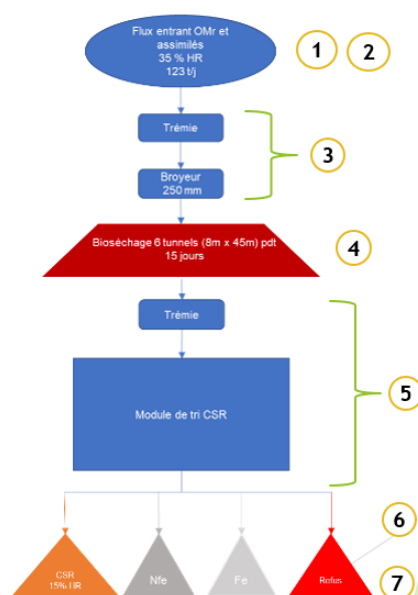 Flux entrant OMr et
assimilés
35 % HR
123 t/j
1
2
Trémie
3
Broyeur
250 mm
Bioséchage 6 tunnels (8m x 45m) pdt
15 jours
4
Trémie
5
Module de tri CSR
6
CSR
15% HR
Nfe
Fe
Refus
7